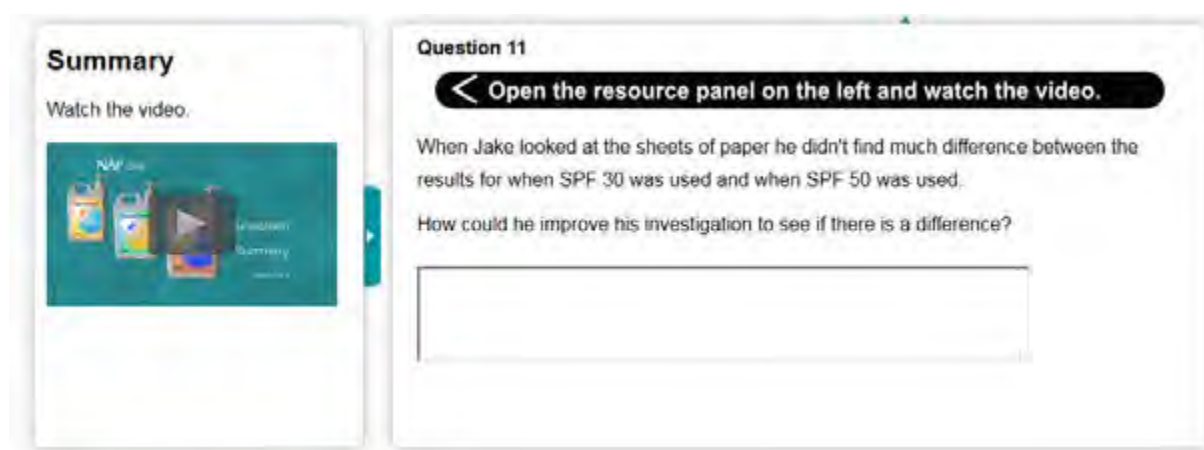 Summary
Watch the video.
NAP
Summary
Question 11
Open the resource panel on the left and watch the video.
When Jake looked at the sheets of paper he didn't find much difference between the
results for when SPF 30 was used and when SPF 50 was used.
How could he improve his investigation to see if there is a difference?